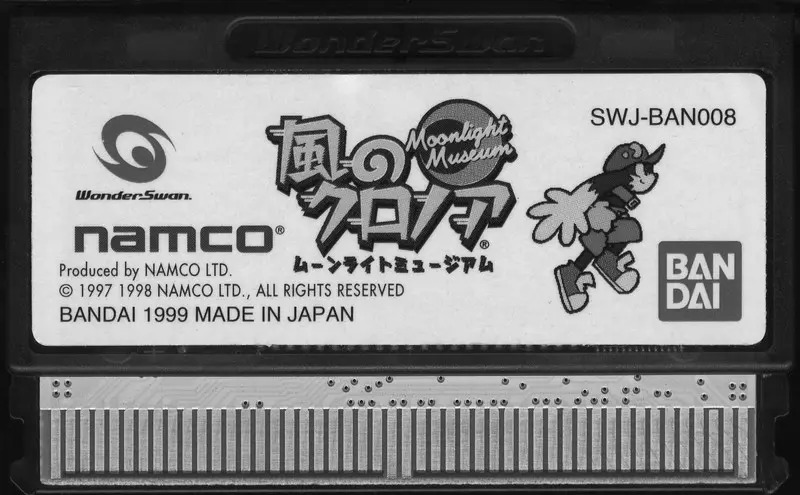 WonderSwan
SWJ-BAN008
風のクロノア
Moonlight
Museum
ムーンライトミュージアム
WonderSwan.
namco®
Produced by NAMCO LTD.
© 1997 1998 NAMCO LTD., ALL RIGHTS RESERVED
BANDAI 1999 MADE IN JAPAN
BAN
DAI